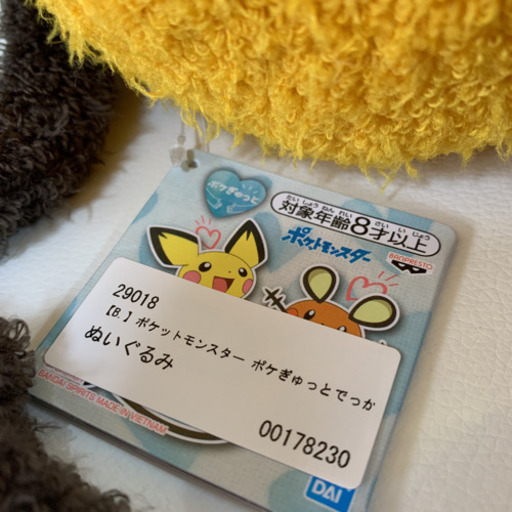 ポケぎゅっと
たいしょうねんれい さいいじょう
対象年齢8才以上
ポケットモンスター
BANPRESTO
29018
【B.】ポケットモンスター ポケぎゅっとでっか
ぬいぐるみ
00178230
BANDAI SPIRITS MADE IN VIETNAM
DAI